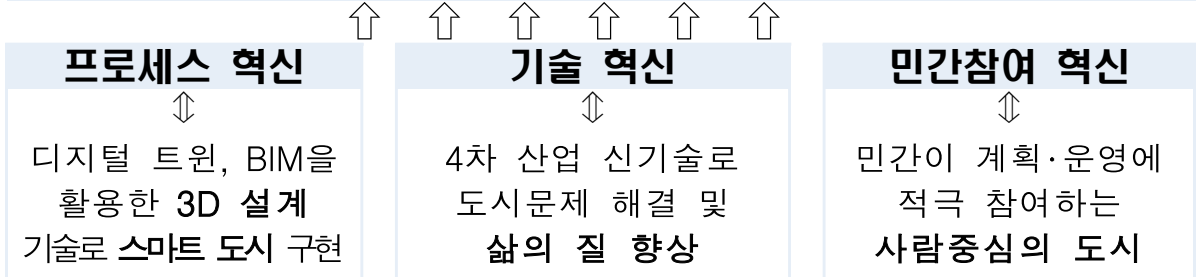 프로세스 혁신
디지털 트윈, BIM을
활용한 3D 설계
기술로 스마트 도시 구현
기술 혁신
4차 산업 신기술로
도시문제 해결 및
삶의 질 향상
민간참여 혁신
민간이 계획·운영에
적극 참여하는
사람중심의 도시